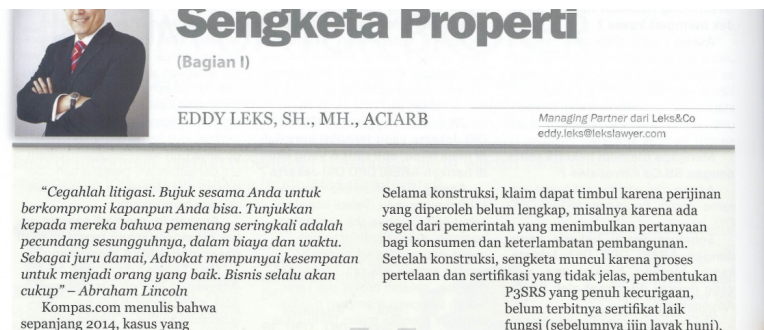 Sengketa Properti
(Bagian I)
EDDY LEKS, SH., MH., ACIARB
Managing Partner dari Leks&Co
eddy.leks@lekslawyer.com
"Cegahlah litigasi. Bujuk sesama Anda untuk
berkompromi kapanpun Anda bisa. Tunjukkan
kepada mereka bahwa pemenang seringkali adalah
pecundang sesungguhnya, dalam biaya dan waktu.
Sebagai juru damai, Advokat mempunyai kesempatan
untuk menjadi orang yang baik. Bisnis selalu akan
cukup" – Abraham Lincoln
Kompas.com menulis bahwa
sepanjang 2014, kasus yang
Selama konstruksi, klaim dapat timbul karena perijinan
yang diperoleh belum lengkap, misalnya karena ada
segel dari pemerintah yang menimbulkan pertanyaan
bagi konsumen dan keterlambatan pembangunan.
Setelah konstruksi, sengketa muncul karena proses
pertelaan dan sertifikasi yang tidak jelas, pembentukan
P3SRS yang penuh kecurigaan,
belum terbitnya sertifikat laik
fungsi (sebelumnya ijin layak huni),